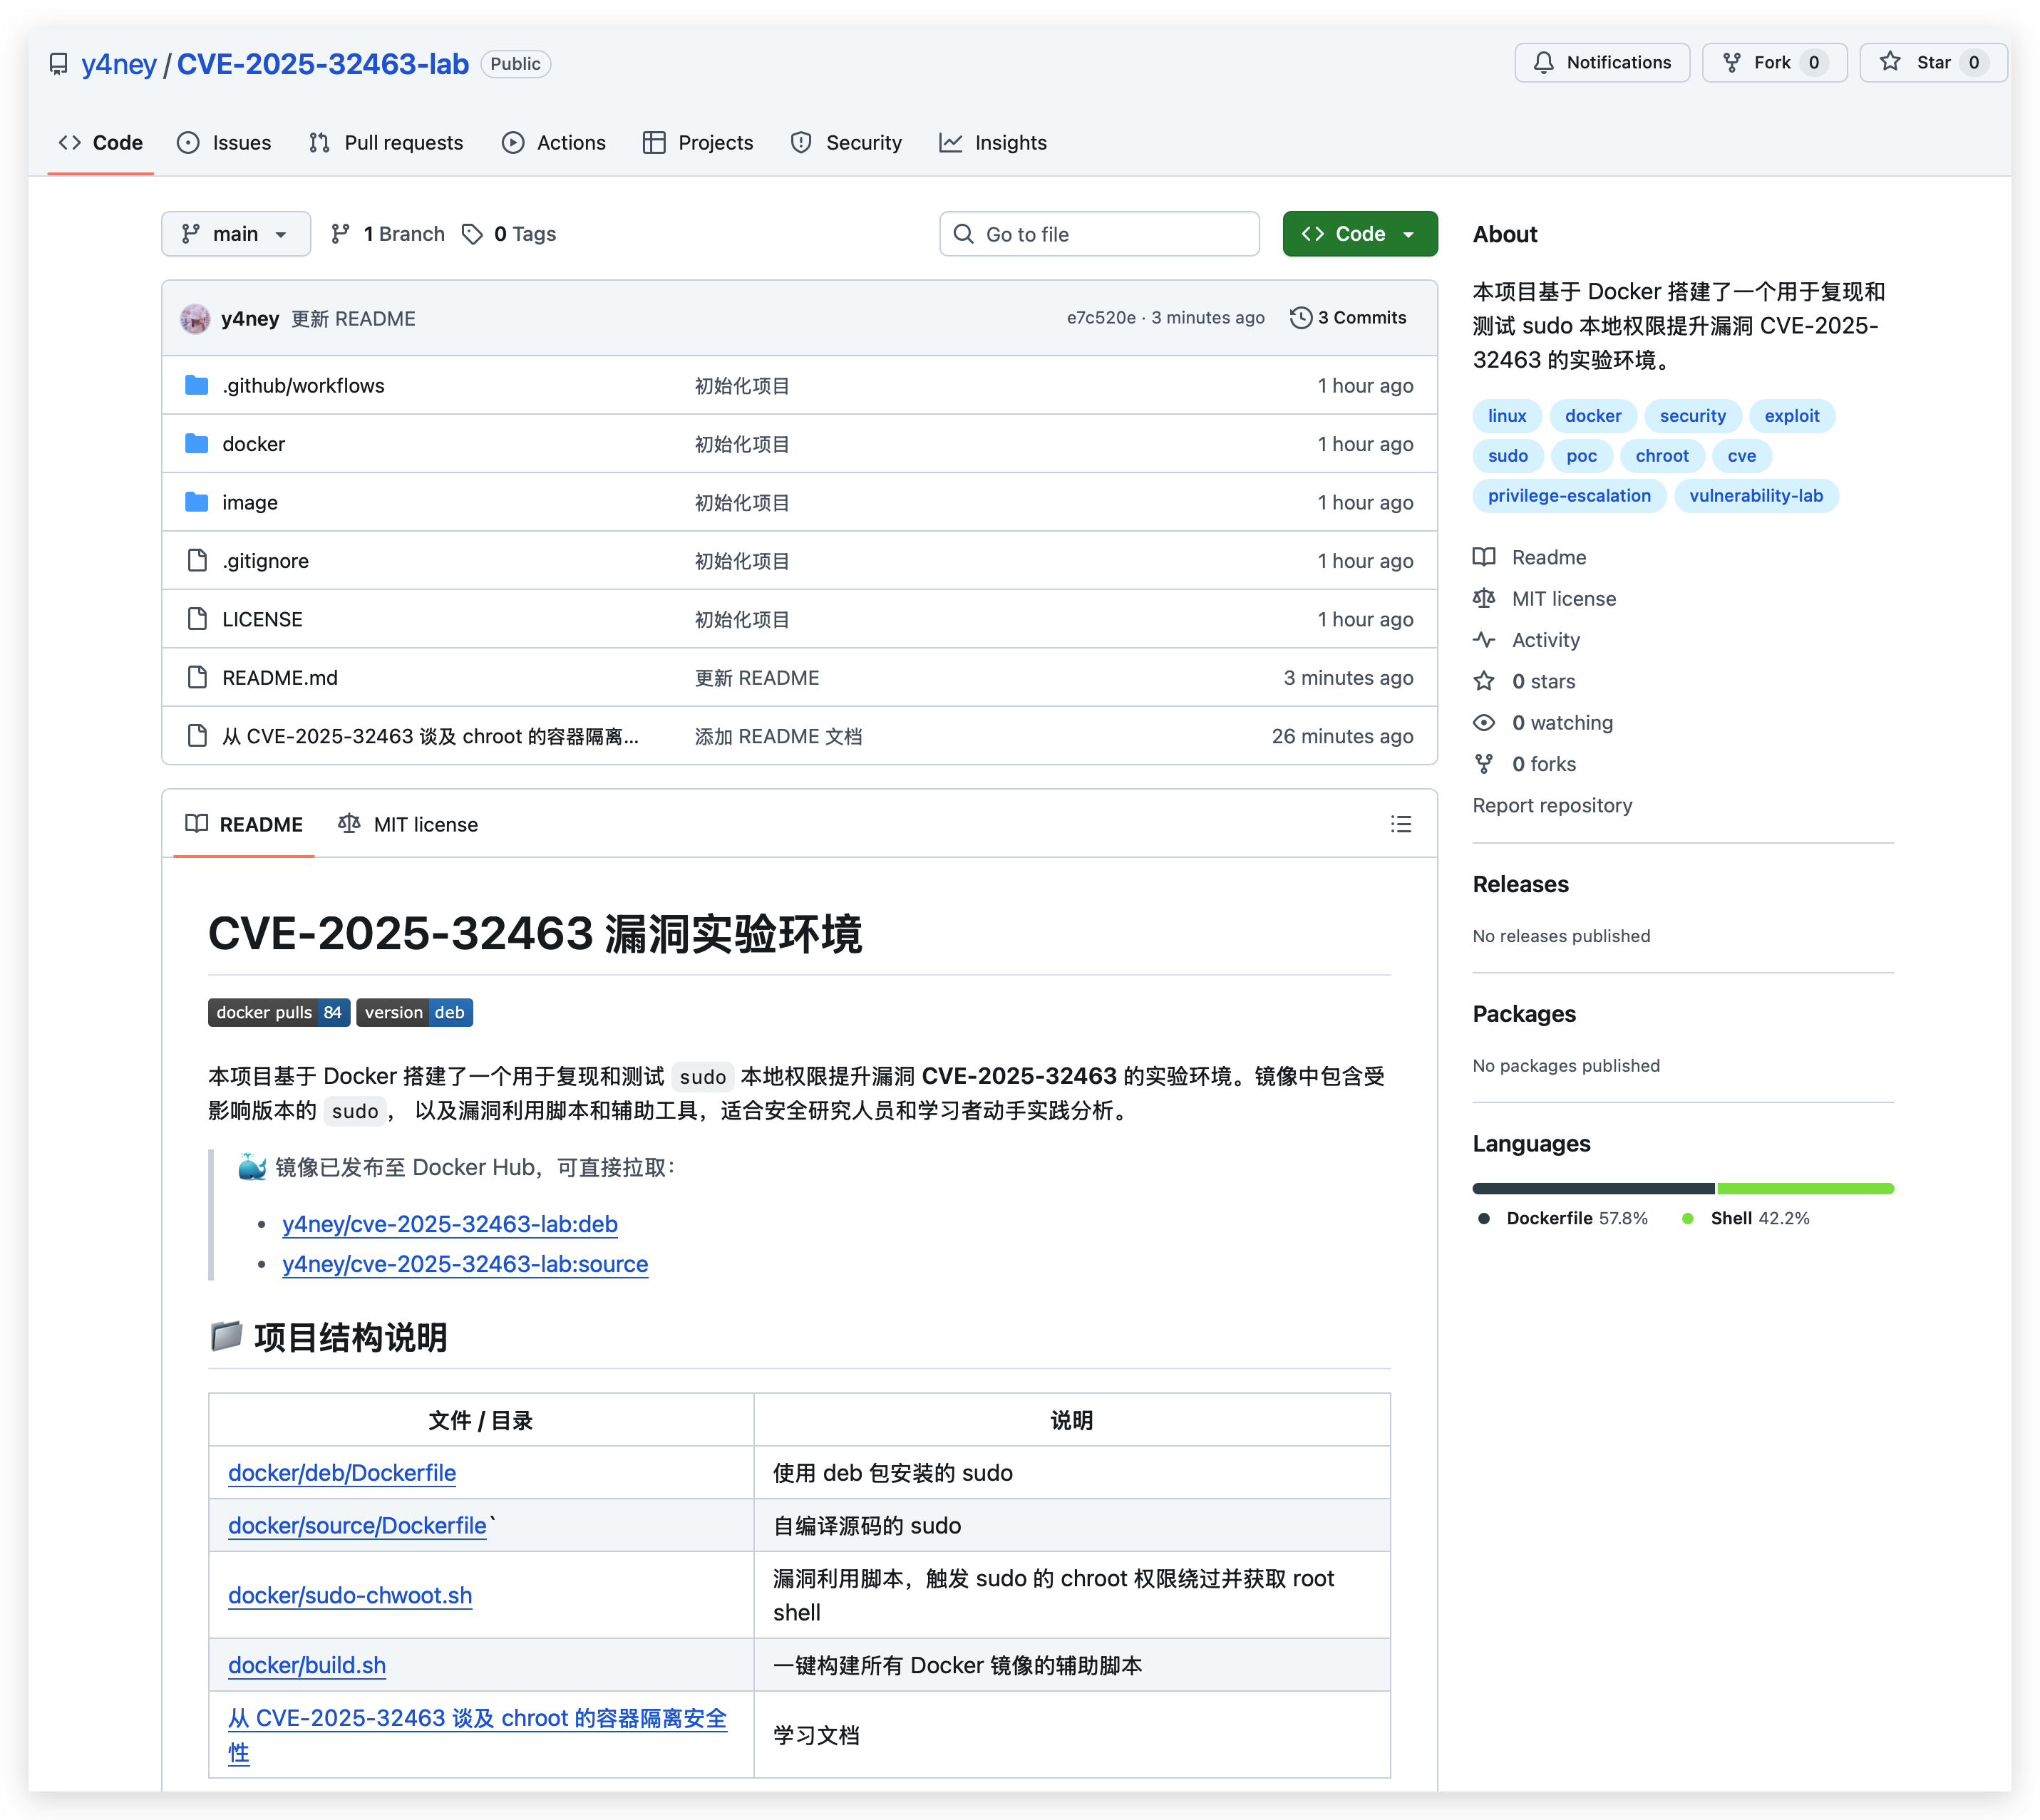 y4ney / CVE-2025-32463-lab Public
Notifications Fork 0 Star 0
Code Issues Pull requests Actions Projects Security Insights
main 1 Branch 0 Tags Go to file Code
y4ney 更新 README e7c520e · 3 minutes ago 3 Commits
.github/workflows 初始化项目 1 hour ago
docker 初始化项目 1 hour ago
image 初始化项目 1 hour ago
.gitignore 初始化项目 1 hour ago
LICENSE 初始化项目 1 hour ago
README.md 更新 README 3 minutes ago
从 CVE-2025-32463 谈及 chroot 的容器隔离... 添加 README 文档 26 minutes ago
README MIT license
CVE-2025-32463 漏洞实验环境
docker pulls 84 version deb
本项目基于 Docker 搭建了一个用于复现和测试 sudo 本地权限提升漏洞 CVE-2025-32463 的实验环境。镜像中包含受
影响版本的 sudo， 以及漏洞利用脚本和辅助工具，适合安全研究人员和学习者动手实践分析。
🐳 镜像已发布至 Docker Hub，可直接拉取：
• y4ney/cve-2025-32463-lab:deb
• y4ney/cve-2025-32463-lab:source
📁 项目结构说明
文件 / 目录 说明
docker/deb/Dockerfile 使用 deb 包安装的 sudo
docker/source/Dockerfile` 自编译源码的 sudo
docker/sudo-chwoot.sh 漏洞利用脚本，触发 sudo 的 chroot 权限绕过并获取 root
shell
docker/build.sh 一键构建所有 Docker 镜像的辅助脚本
从 CVE-2025-32463 谈及 chroot 的容器隔离安全
性 学习文档
About
本项目基于 Docker 搭建了一个用于复现和
测试 sudo 本地权限提升漏洞 CVE-2025-
32463 的实验环境。
linux docker security exploit
sudo poc chroot cve
privilege-escalation vulnerability-lab
Readme
MIT license
Activity
0 stars
0 watching
0 forks
Report repository
Releases
No releases published
Packages
No packages published
Languages
Dockerfile 57.8% Shell 42.2%